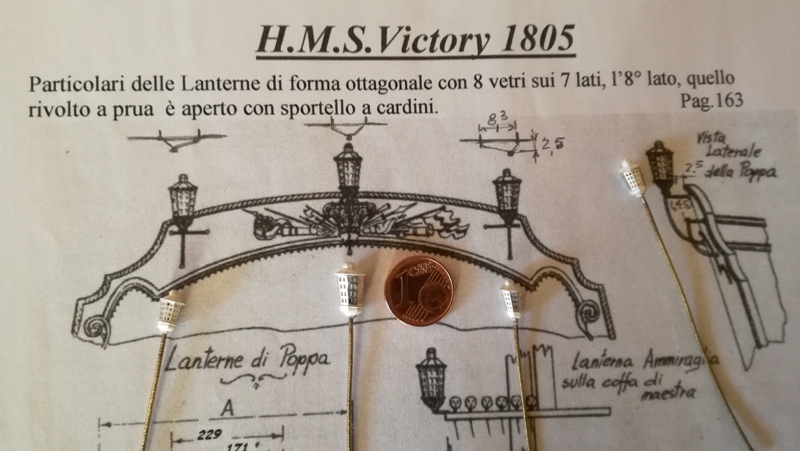 H.M.S.Victory 1805
Particolari delle Lanterne di forma ottagonale con 8 vetri sui 7 lati, l'8° lato, quello
rivolto a prua è aperto con sportello a cardini.
Pag.163
83
2,5
Vista
Laterale
della Poppa
2.5
1
Lanterne di Poppa
Lanterna Ammiraglia
sulla coffa di
maestra
A
229
171